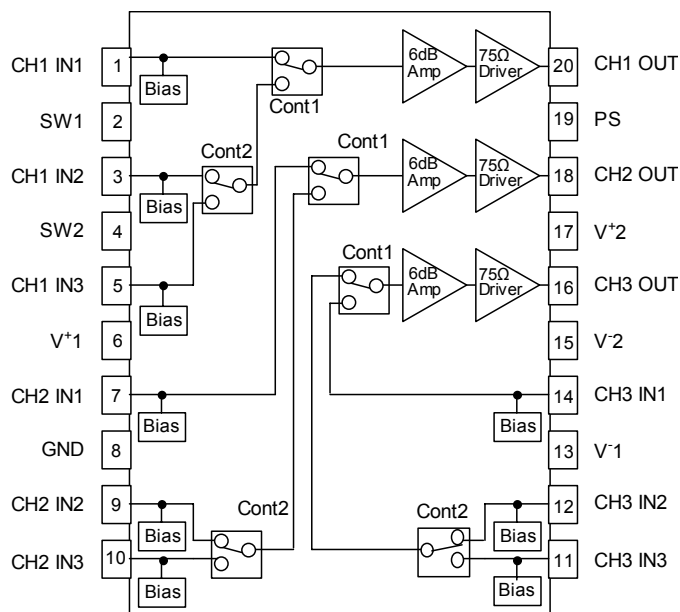 CH1 IN1 1 Bias Cont1 6dB Amp 75Ω Driver 20 CH1 OUT
SW1 2 19 PS
CH1 IN2 3 Bias Cont2 Cont1 6dB Amp 75Ω Driver 18 CH2 OUT
SW2 4 17 V+2
CH1 IN3 5 Bias Cont1 6dB Amp 75Ω Driver 16 CH3 OUT
V+1 6 15 V-2
CH2 IN1 7 Bias Bias 14 CH3 IN1
GND 8 13 V-1
CH2 IN2 9 Bias Cont2 Cont2 Bias 12 CH3 IN2
CH2 IN3 10 Bias Bias 11 CH3 IN3